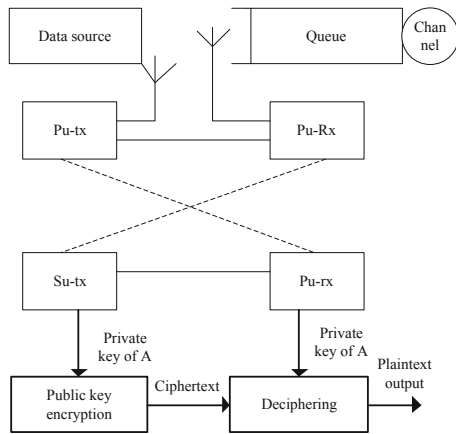 Data source
Queue
Chan
nel
Pu-tx
Pu-Rx
Su-tx
Pu-rx
Private
key of A
Private
key of A
Plaintext
output
Public key
encryption
Ciphertext
Deciphering